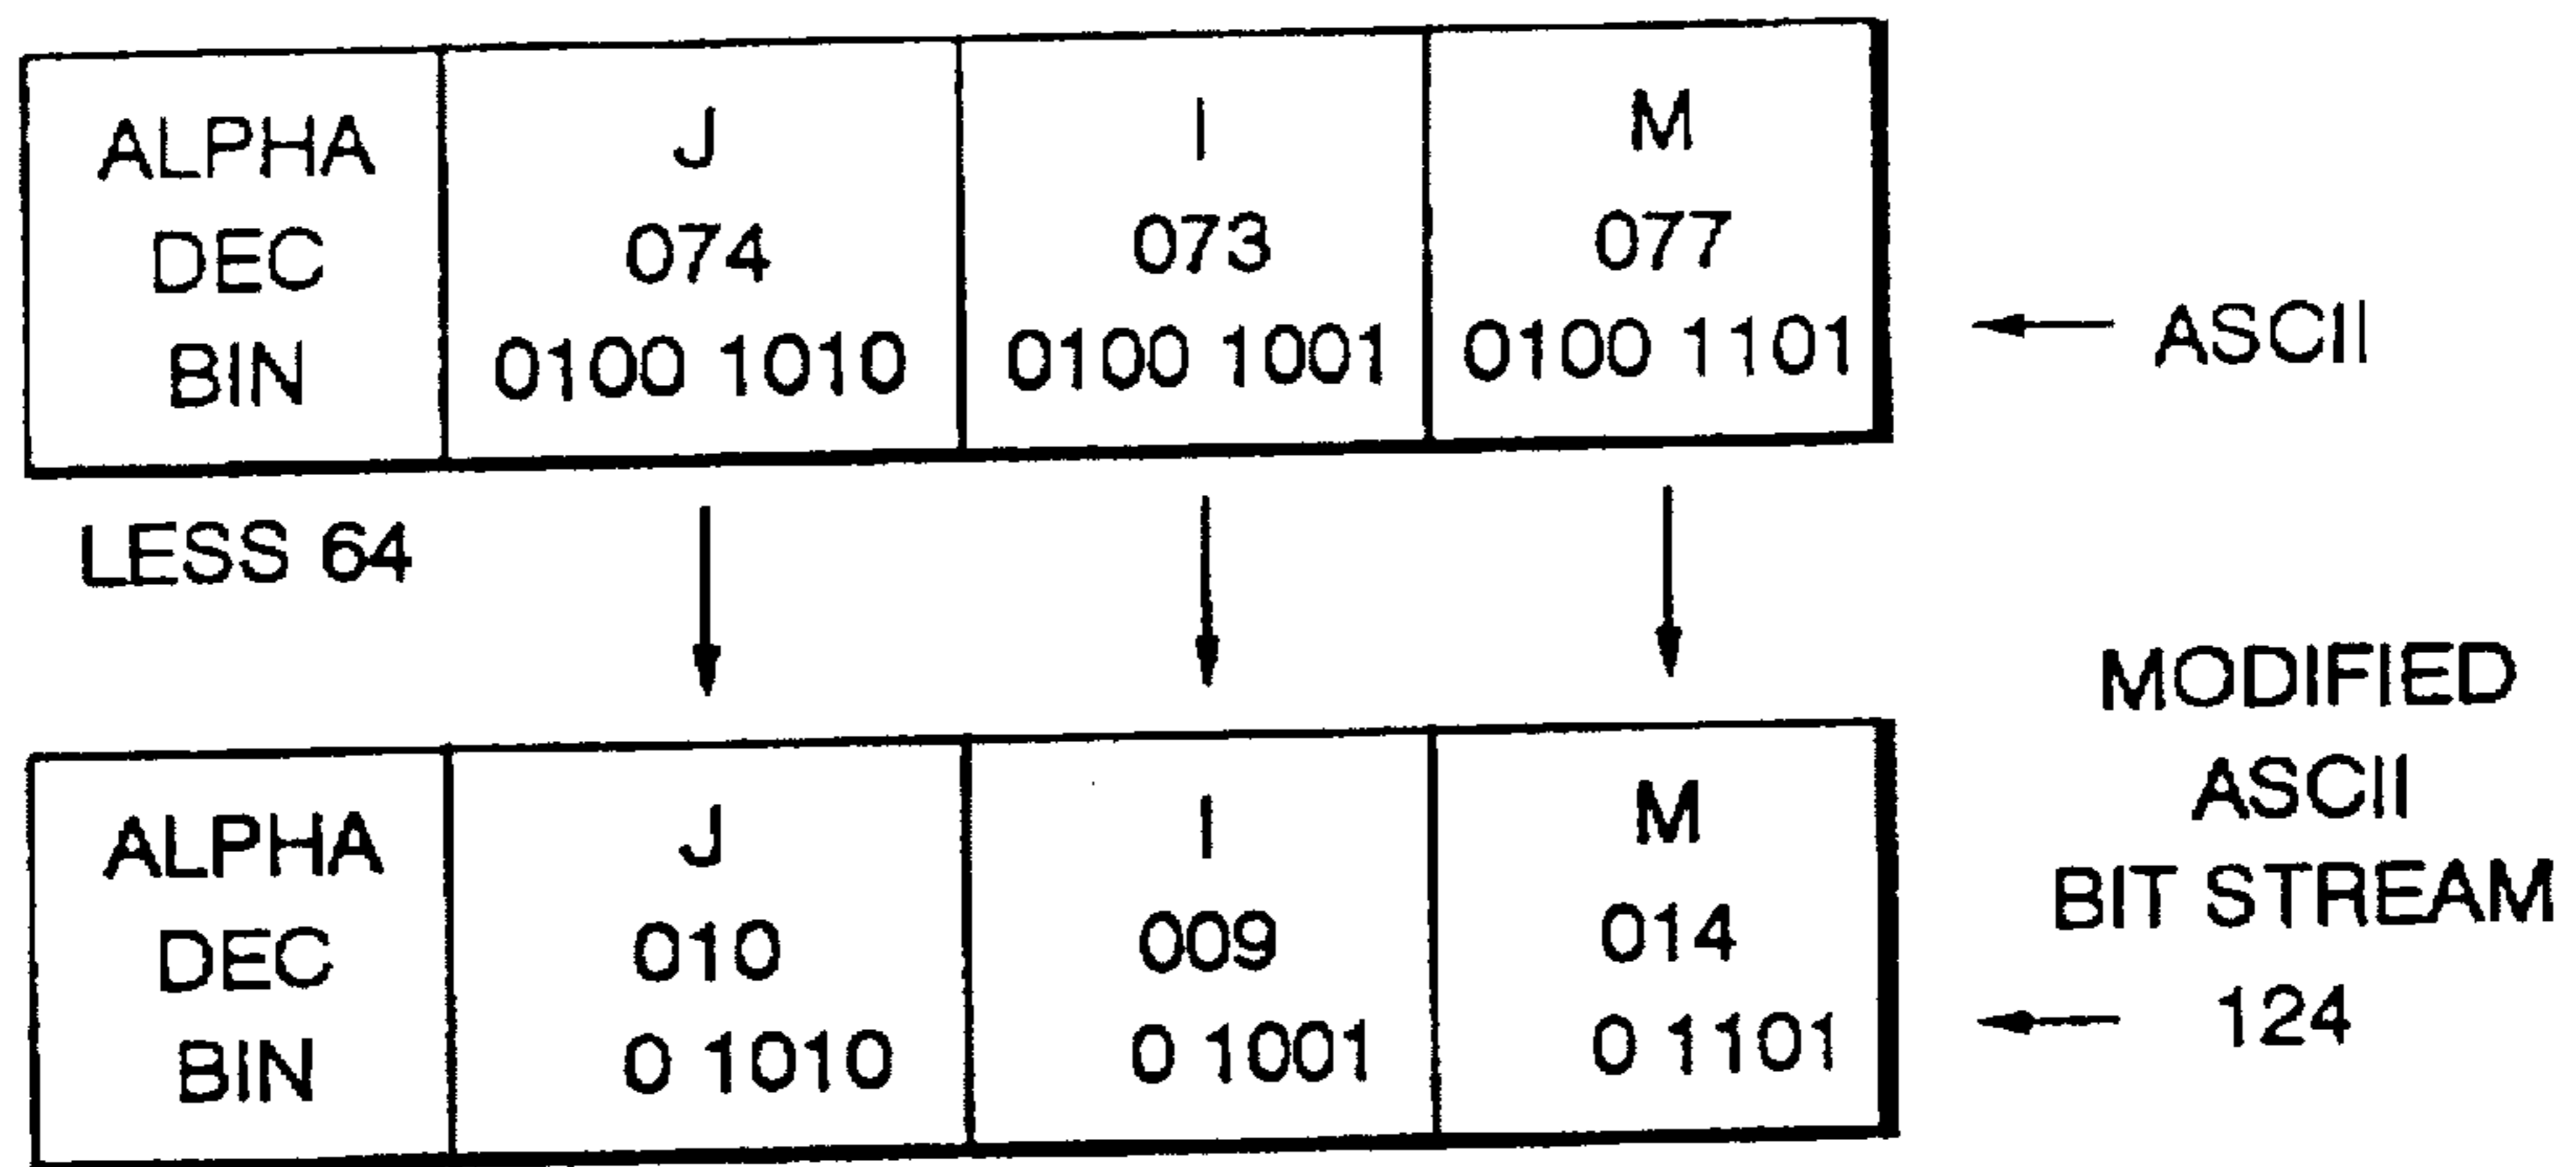 ALPHA J I M
DEC 074 073 077
BIN 0100 1010 0100 1001 0100 1101
← ASCII
LESS 64
MODIFIED
ASCII
BIT STREAM
← 124
ALPHA J I M
DEC 010 009 014
BIN 0 1010 0 1001 0 1101